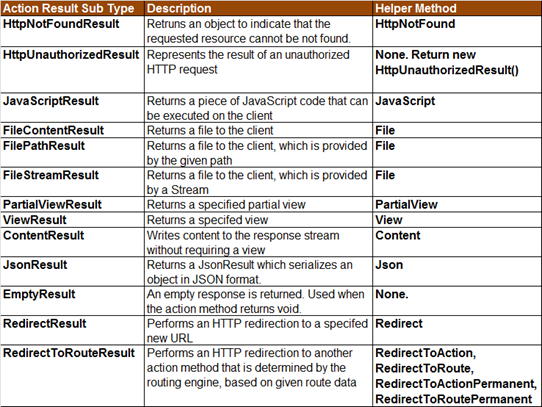 Action Result Sub Type Description Helper Method
HttpNotFoundResult Retruns an object to indicate that the HttpNotFound
requested resource cannot be not found.
HttpUnauthorizedResult Represents the result of an unauthorized None. Return new
HTTP request HttpUnauthorizedResult()
JavaScriptResult Returns a piece of JavaScript code that can JavaScript
be executed on the client
FileContentResult Returns a file to the client File
FilePathResult Returns a file to the client, which is provided File
by the given path
FileStreamResult Returns a file to the client, which is provided File
by a Stream
PartialViewResult Returns a specified partial view PartialView
ViewResult Returns a specifed view View
ContentResult Writes content to the response stream Content
without requiring a view
JsonResult Returns a JsonResult which serializes an Json
object in JSON format.
EmptyResult An empty response is returned. Used when None.
the action method returns void.
RedirectResult Performs an HTTP redirection to a specifed Redirect
new URL
RedirectToRouteResult Performs an HTTP redirection to another RedirectToAction,
action method that is determined by the RedirectToRoute,
routing engine, based on given route data RedirectToActionPermanent,
RedirectToRoutePermanent